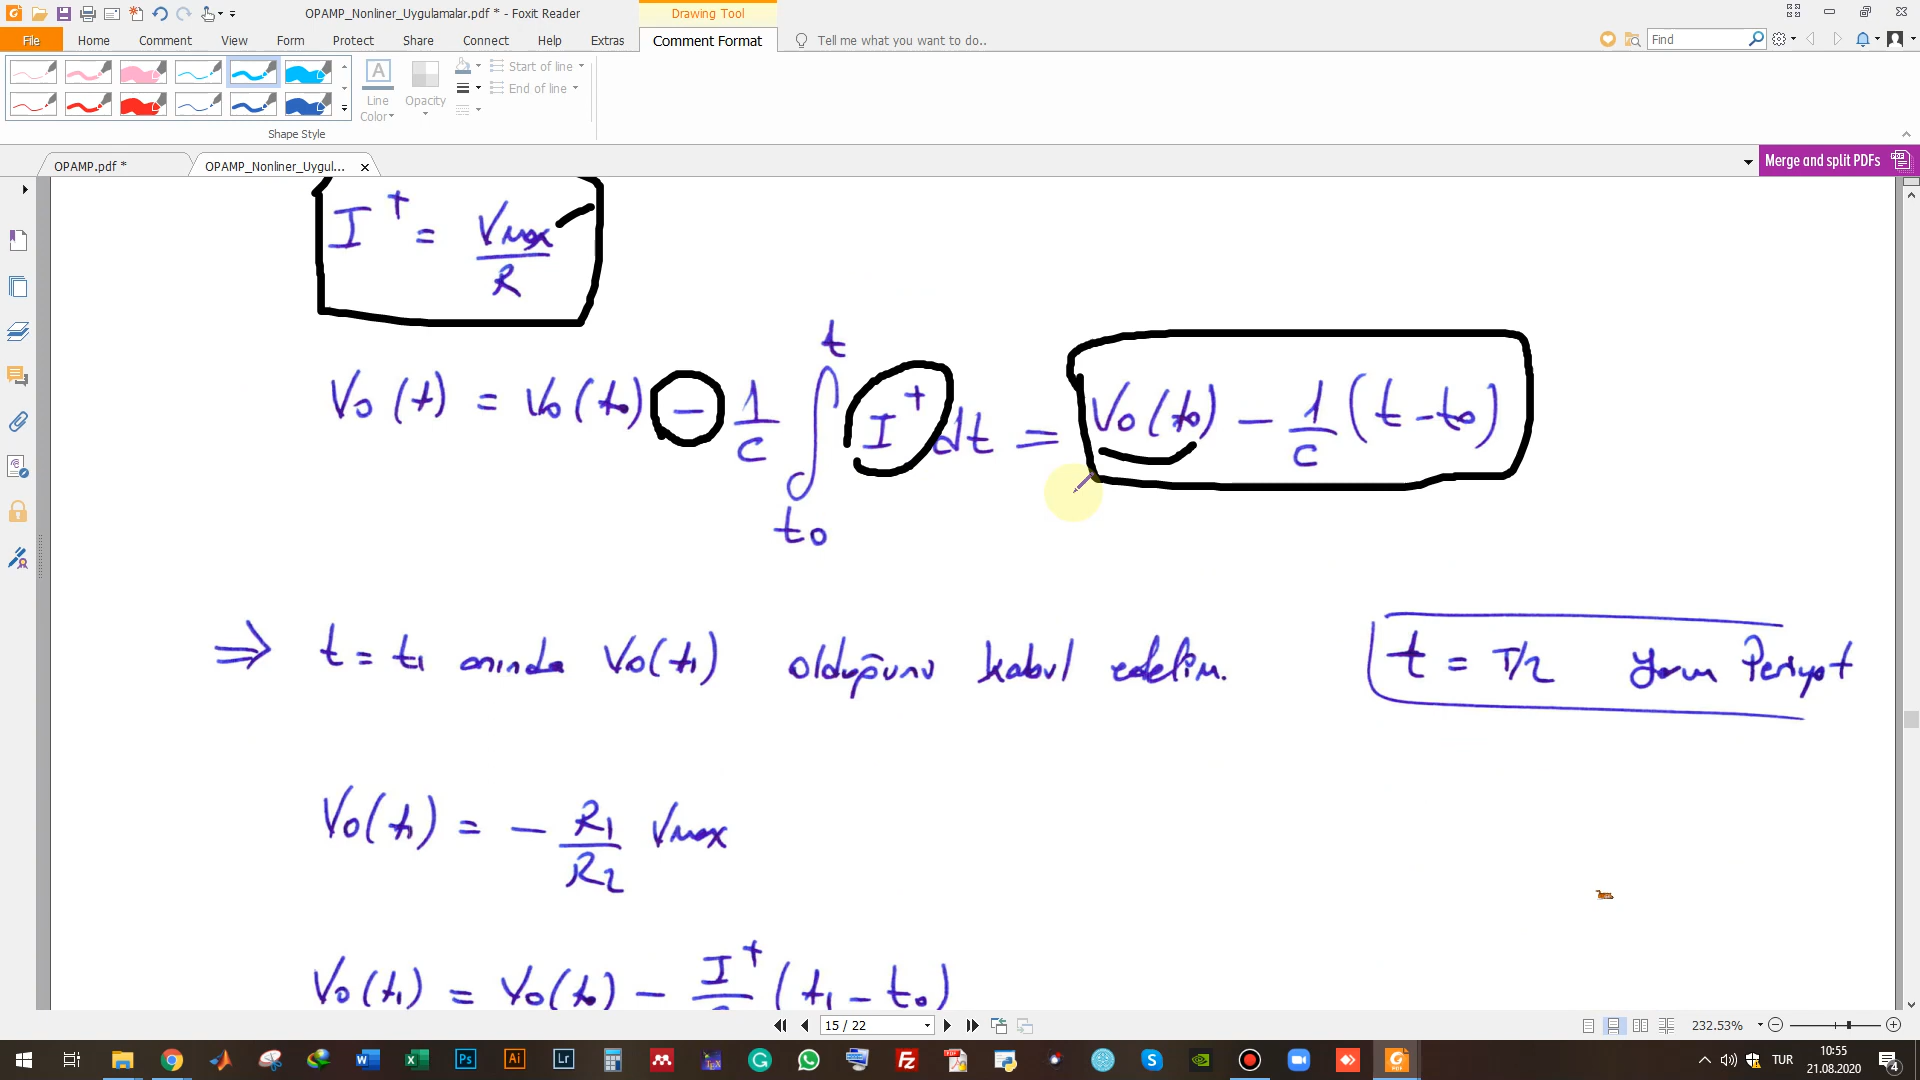 OPAMP_Nonliner_Uygulamalar.pdf * - Foxit Reader
Drawing Tool
File Home Comment View Form Protect Share Connect Help Extras Comment Format Tell me what you want to do.. Find
Start of line
End of line
Line Color
Opacity
Shape Style
OPAMP.pdf * OPAMP_Nonliner_Uygul... Merge and split PDFs
I⁺ = Vmax/R
Vo(t) = Vo(to) - 1/C ∫ₜₒᵗ I⁺ dt = Vo(to) - 1/C (t - to)
⇒ t = t₁ anında Vo(t₁) olduğunu kabul edelim. t = T/2 Yarım Periyot
Vo(t₁) = - R₁/R₂ Vmax
Vo(t₁) = Vo(to) - I⁺/C (t₁ - to)
15 / 22 232.53%
TUR 10:55
21.08.2020
4